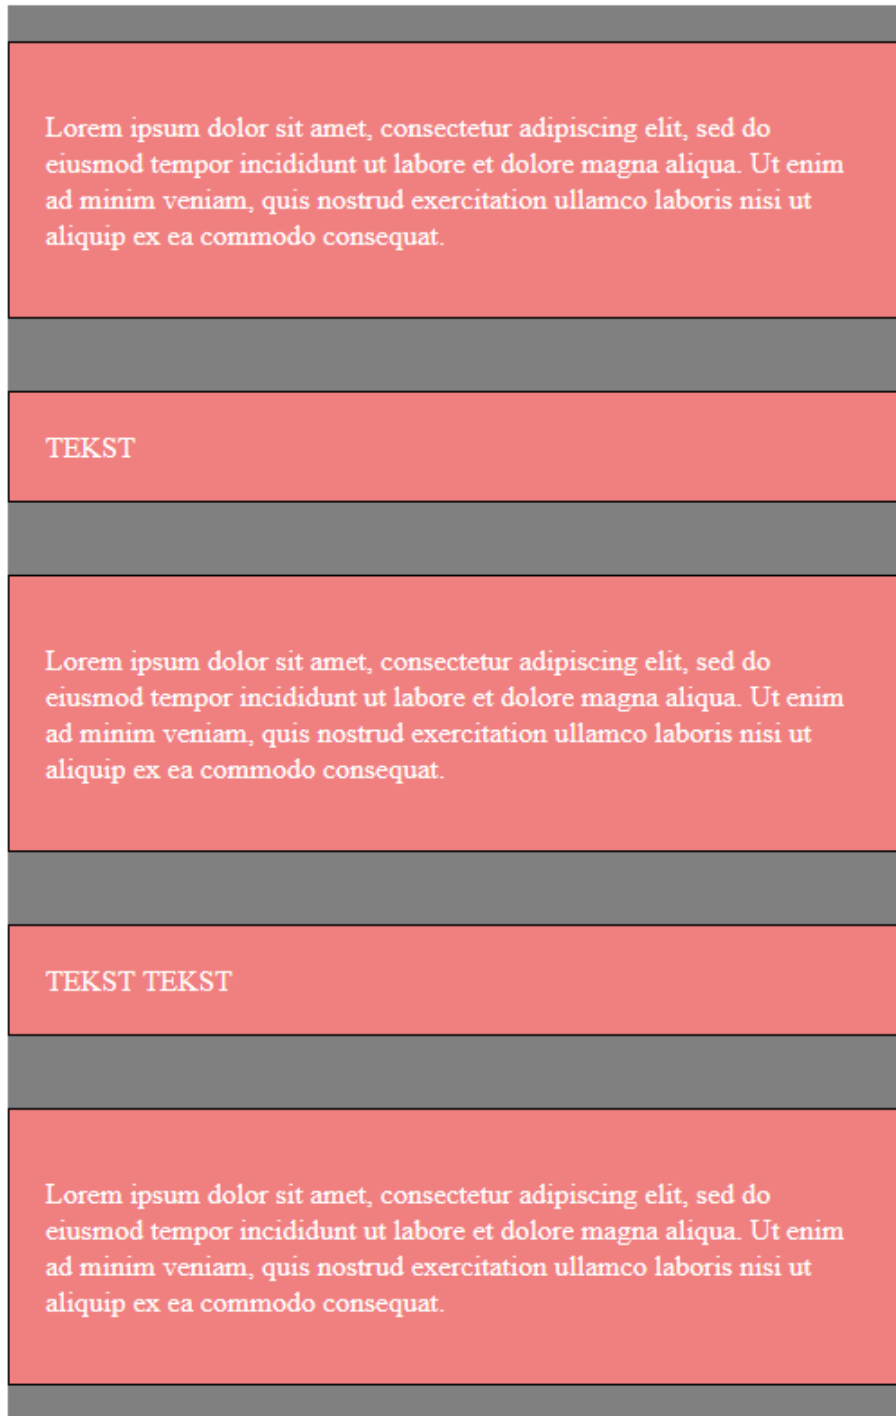 Lorem ipsum dolor sit amet, consectetur adipiscing elit, sed do
eiusmod tempor incididunt ut labore et dolore magna aliqua. Ut enim
ad minim veniam, quis nostrud exercitation ullamco laboris nisi ut
aliquip ex ea commodo consequat.
TEKST
Lorem ipsum dolor sit amet, consectetur adipiscing elit, sed do
eiusmod tempor incididunt ut labore et dolore magna aliqua. Ut enim
ad minim veniam, quis nostrud exercitation ullamco laboris nisi ut
aliquip ex ea commodo consequat.
TEKST TEKST
Lorem ipsum dolor sit amet, consectetur adipiscing elit, sed do
eiusmod tempor incididunt ut labore et dolore magna aliqua. Ut enim
ad minim veniam, quis nostrud exercitation ullamco laboris nisi ut
aliquip ex ea commodo consequat.